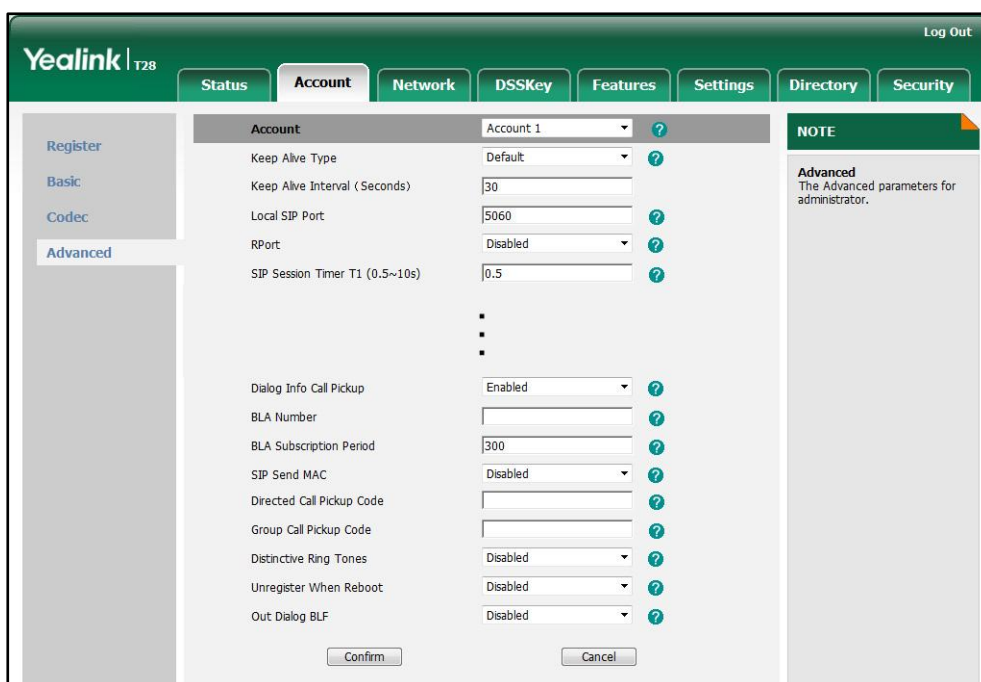 Log Out
Yealink T28
Status Account Network DSSKey Features Settings Directory Security
Register
Basic
Codec
Advanced
Account Account 1 ?
Keep Alive Type Default ?
Keep Alive Interval (Seconds) 30
Local SIP Port 5060 ?
RPort Disabled ?
SIP Session Timer T1 (0.5~10s) 0.5 ?
Dialog Info Call Pickup Enabled ?
BLA Number ?
BLA Subscription Period 300 ?
SIP Send MAC Disabled ?
Directed Call Pickup Code ?
Group Call Pickup Code ?
Distinctive Ring Tones Disabled ?
Unregister When Reboot Disabled ?
Out Dialog BLF Disabled ?
Confirm Cancel
NOTE
Advanced
The Advanced parameters for
administrator.